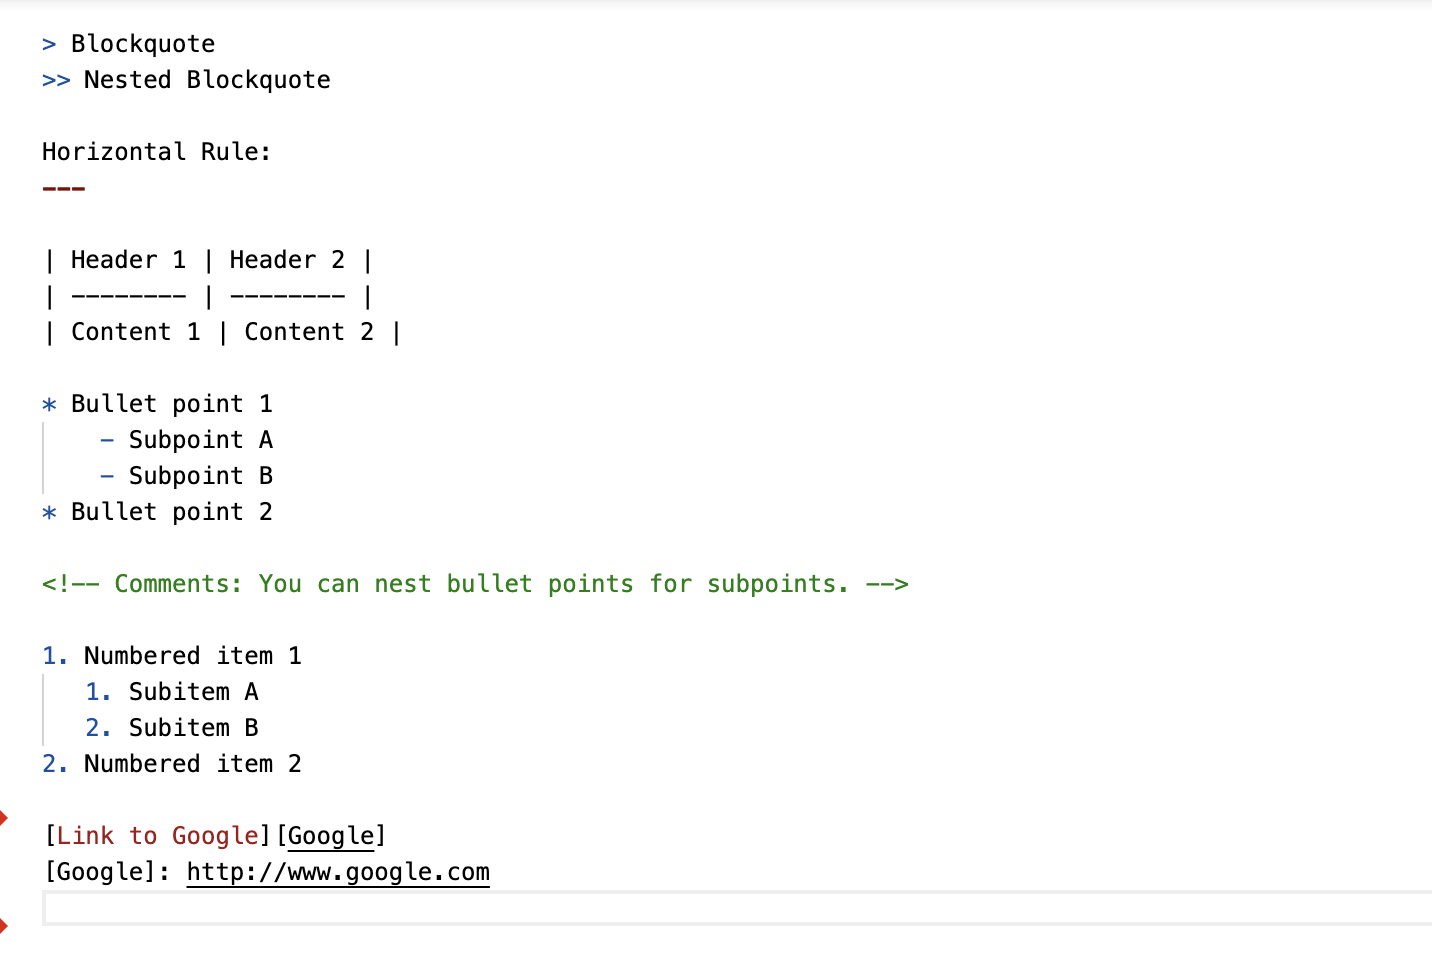 > Blockquote
>> Nested Blockquote
Horizontal Rule:
---
| Header 1 | Header 2 |
| -------- | -------- |
| Content 1 | Content 2 |
* Bullet point 1
    - Subpoint A
    - Subpoint B
* Bullet point 2
<!-- Comments: You can nest bullet points for subpoints. -->
1. Numbered item 1
   1. Subitem A
   2. Subitem B
2. Numbered item 2
[Link to Google][Google]
[Google]: http://www.google.com